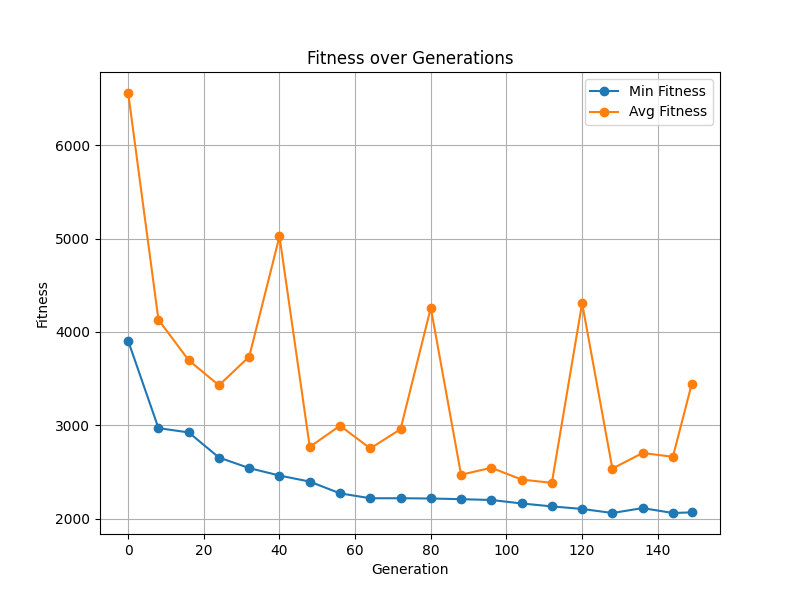 Fitness over Generations
Min Fitness
Avg Fitness
6000
5000
4000
3000
2000
Fitness
0 20 40 60 80 100 120 140
Generation